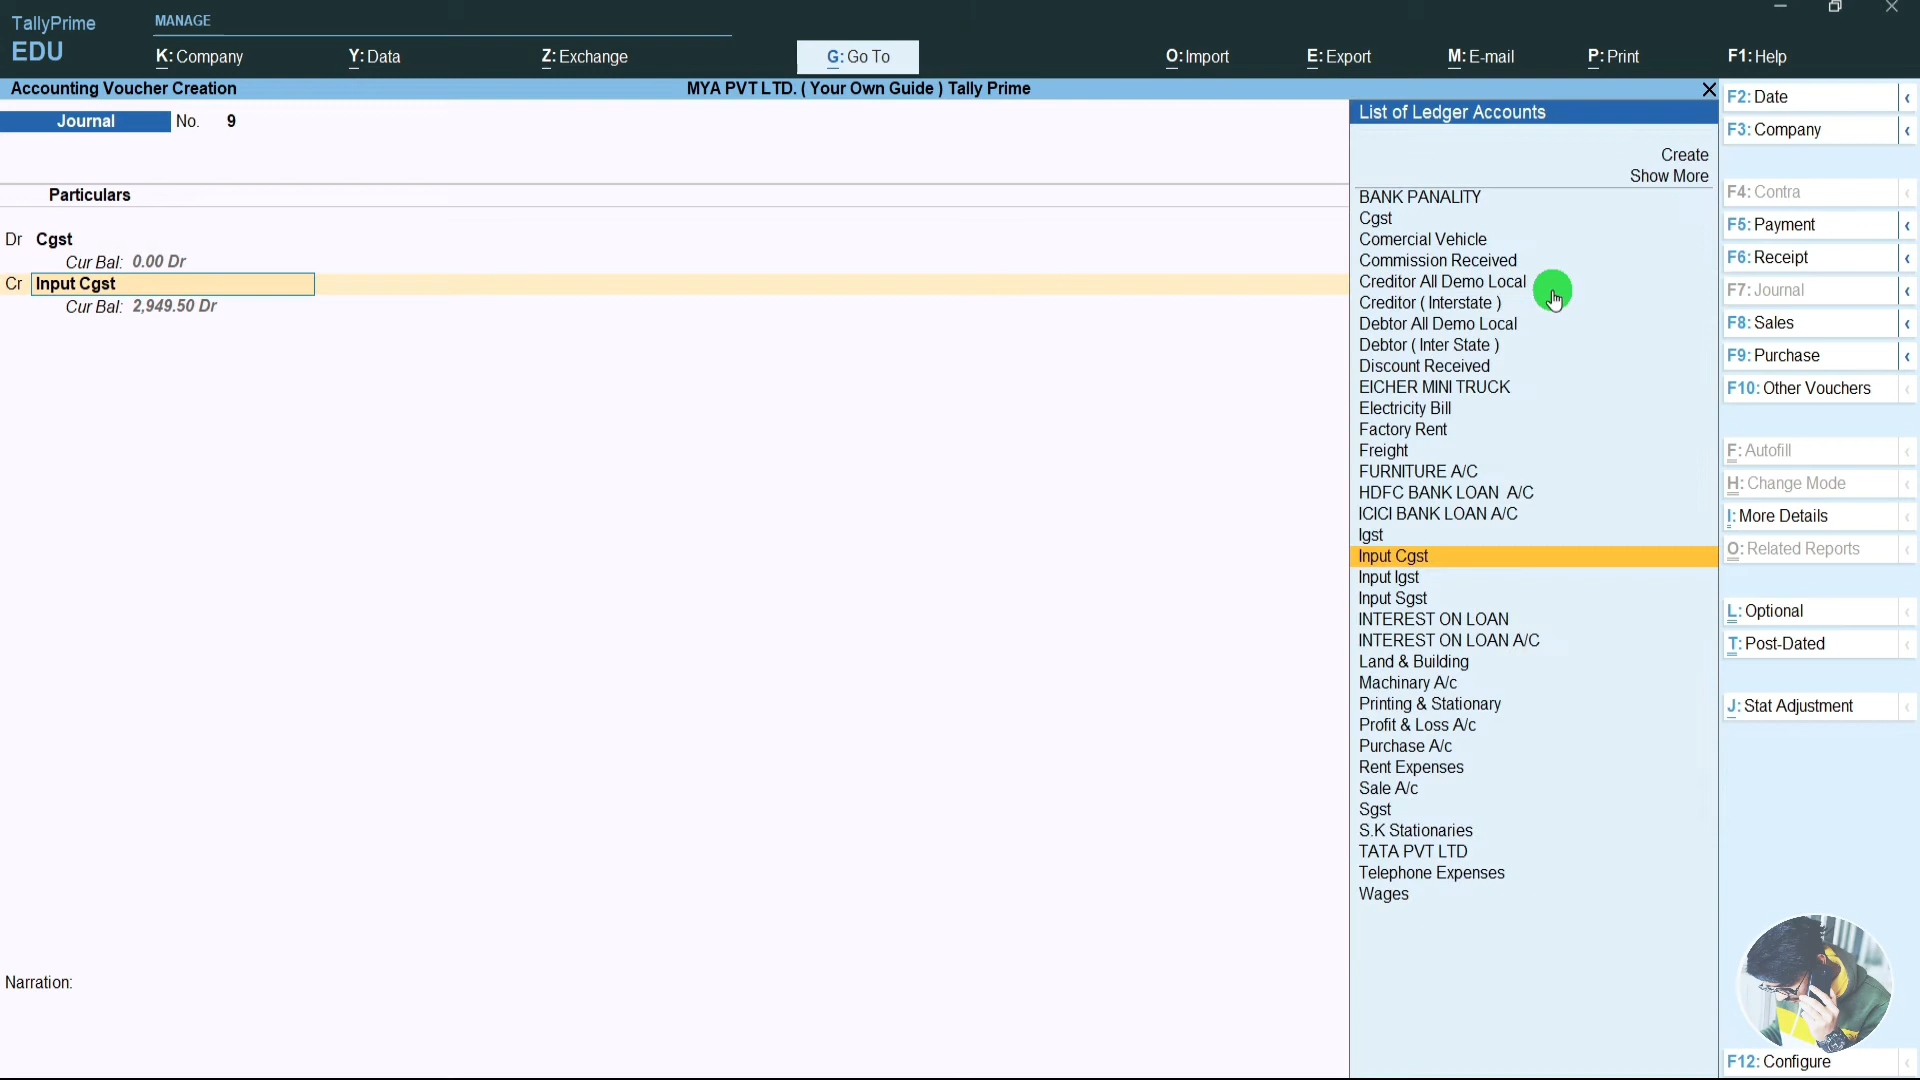 TallyPrime
EDU
MANAGE
K: Company
Y: Data
Z: Exchange
G: Go To
O: Import
E: Export
M: E-mail
P: Print
F1: Help
Accounting Voucher Creation
MYA PVT LTD. ( Your Own Guide ) Tally Prime
Journal No. 9
Particulars
Dr Cgst
Cur Bal: 0.00 Dr
Cr Input Cgst
Cur Bal: 2,949.50 Dr
Narration:
List of Ledger Accounts
Create
Show More
BANK PANALITY
Cgst
Comercial Vehicle
Commission Received
Creditor All Demo Local
Creditor ( Interstate )
Debtor All Demo Local
Debtor ( Inter State )
Discount Received
EICHER MINI TRUCK
Electricity Bill
Factory Rent
Freight
FURNITURE A/C
HDFC BANK LOAN A/C
ICICI BANK LOAN A/C
Igst
Input Cgst
Input Igst
Input Sgst
INTEREST ON LOAN
INTEREST ON LOAN A/C
Land & Building
Machinary A/c
Printing & Stationary
Profit & Loss A/c
Purchase A/c
Rent Expenses
Sale A/c
Sgst
S.K Stationaries
TATA PVT LTD
Telephone Expenses
Wages
F2: Date
F3: Company
F4: Contra
F5: Payment
F6: Receipt
F7: Journal
F8: Sales
F9: Purchase
F10: Other Vouchers
F: Autofill
H: Change Mode
I: More Details
O: Related Reports
L: Optional
T: Post-Dated
J: Stat Adjustment
F12: Configure